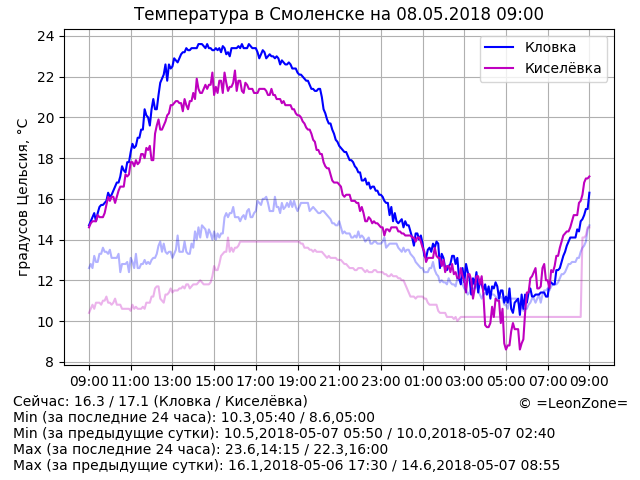 Температура в Смоленске на 08.05.2018 09:00
Кловка
Киселёвка
градусов Цельсия, °C
24
22
20
18
16
14
12
10
8
09:00 11:00 13:00 15:00 17:00 19:00 21:00 23:00 01:00 03:00 05:00 07:00 09:00
Сейчас: 16.3 / 17.1 (Кловка / Киселёвка)
© =LeonZone=
Min (за последние 24 часа): 10.3,05:40 / 8.6,05:00
Min (за предыдущие сутки): 10.5,2018-05-07 05:50 / 10.0,2018-05-07 02:40
Max (за последние 24 часа): 23.6,14:15 / 22.3,16:00
Max (за предыдущие сутки): 16.1,2018-05-06 17:30 / 14.6,2018-05-07 08:55